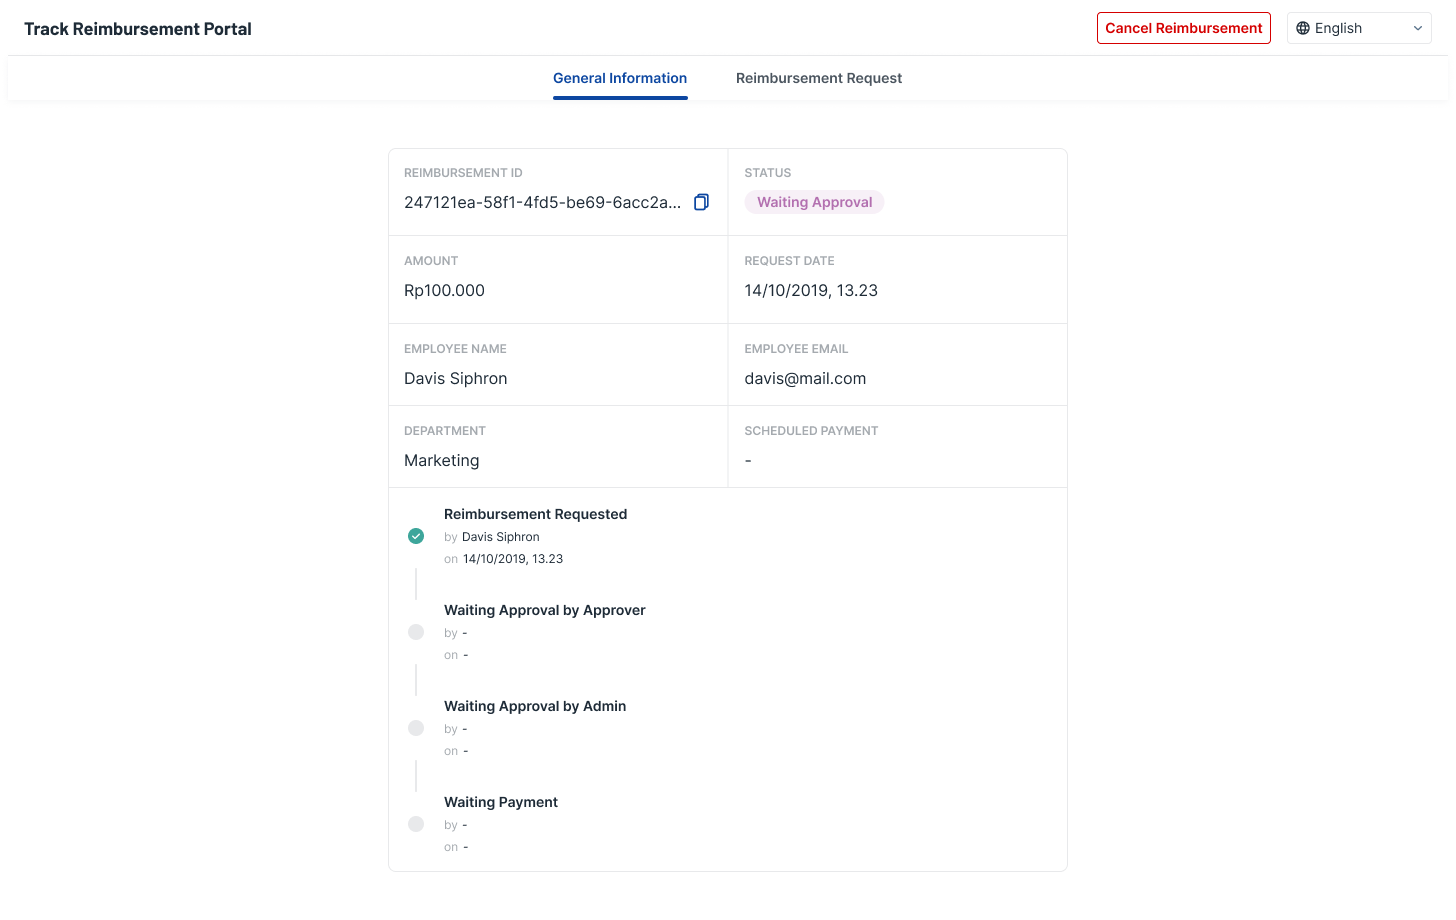 Track Reimbursement Portal
Cancel Reimbursement
English
General Information
Reimbursement Request
REIMBURSEMENT ID
247121ea-58f1-4fd5-be69-6acc2a...
STATUS
Waiting Approval
AMOUNT
Rp100.000
REQUEST DATE
14/10/2019, 13.23
EMPLOYEE NAME
Davis Siphron
EMPLOYEE EMAIL
davis@mail.com
DEPARTMENT
Marketing
SCHEDULED PAYMENT
-
Reimbursement Requested
by Davis Siphron
on 14/10/2019, 13.23
Waiting Approval by Approver
by -
on -
Waiting Approval by Admin
by -
on -
Waiting Payment
by -
on -